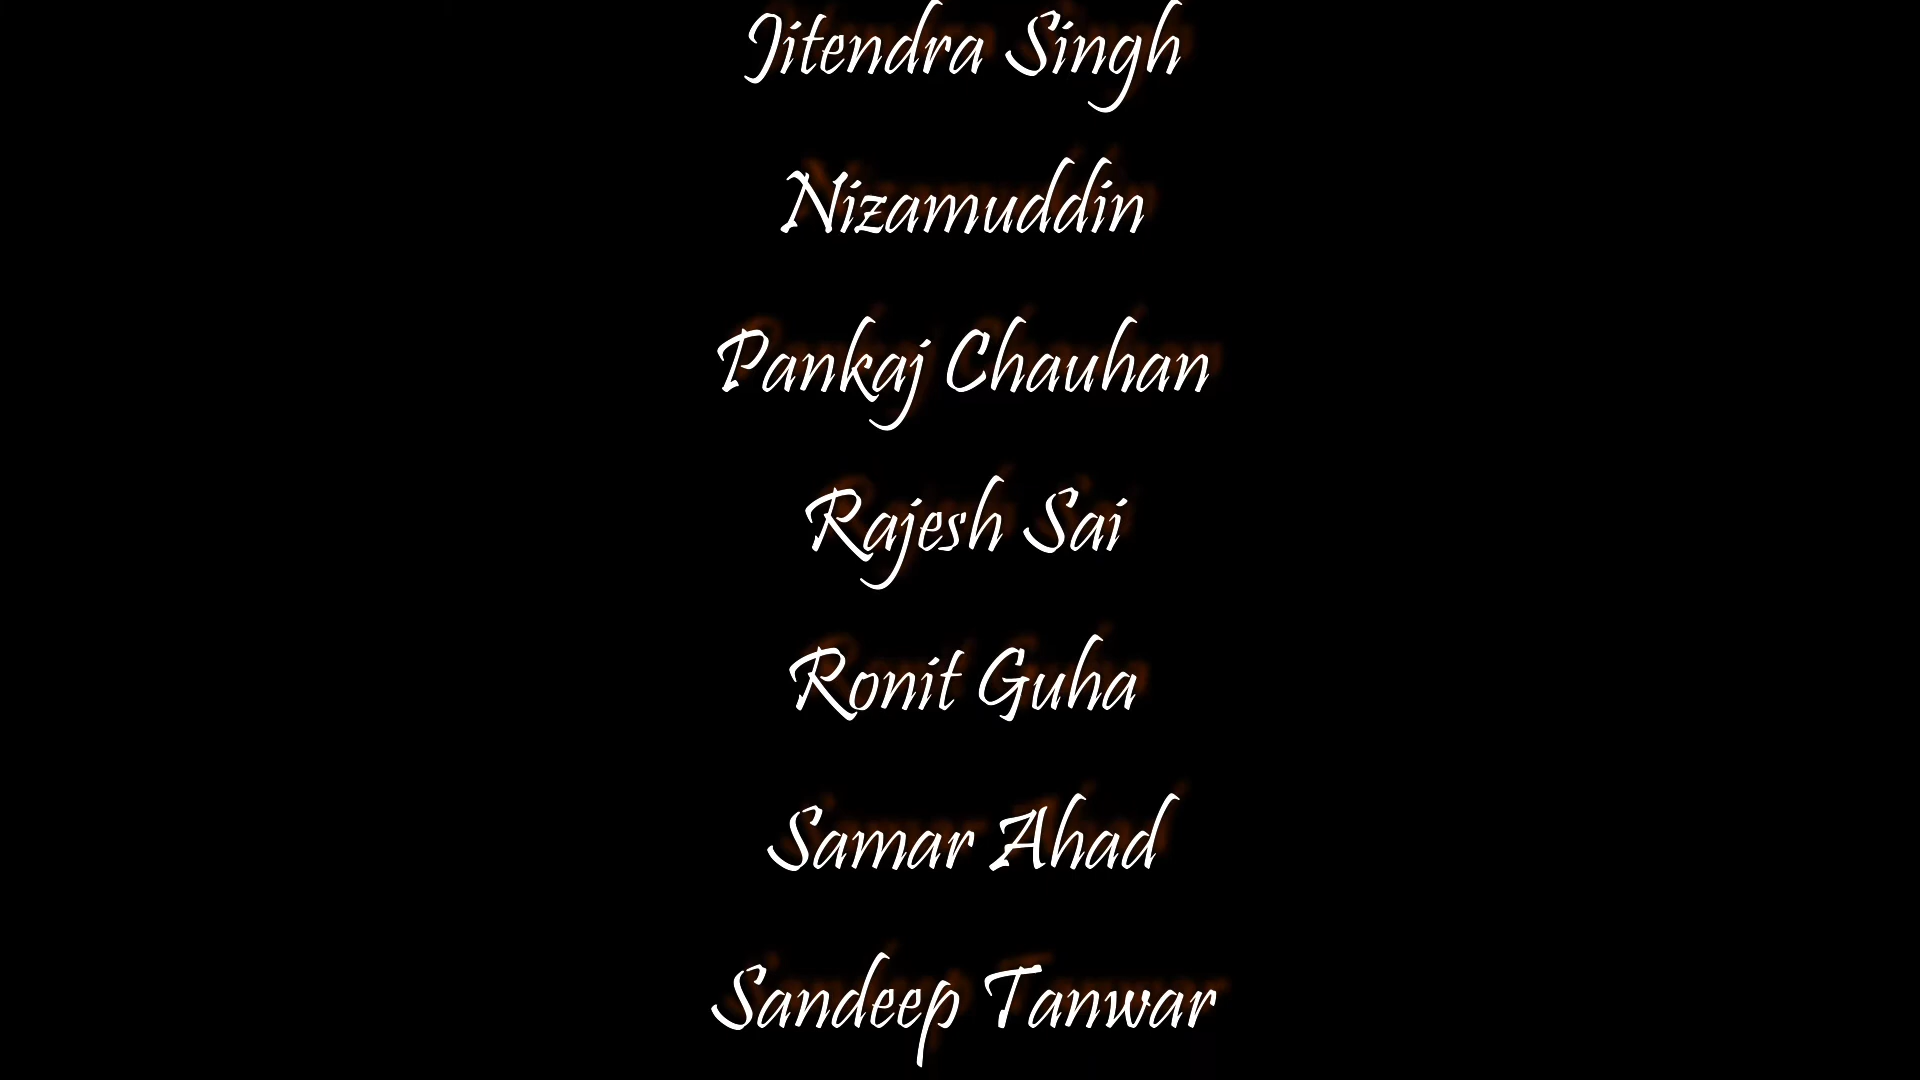 Jitendra Singh
Nizamuddin
Pankaj Chauhan
Rajesh Sai
Ronit Guha
Samar Ahad
Sandeep Tanwar